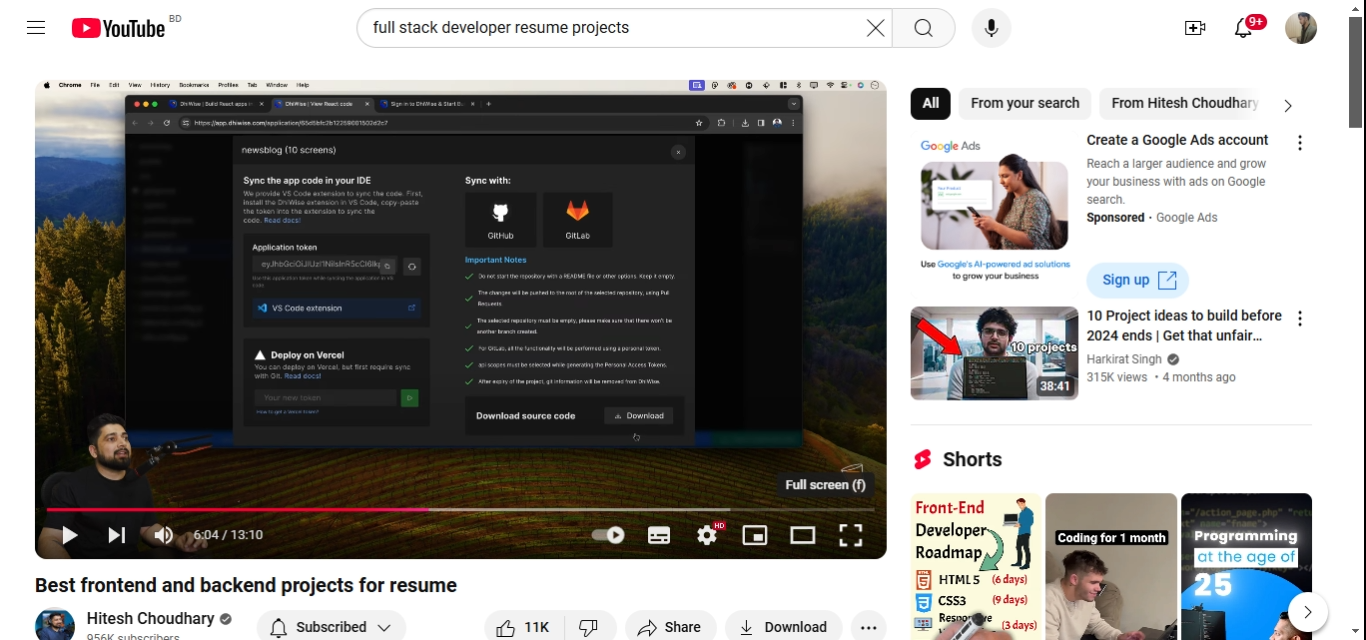 YouTube BD
full stack developer resume projects
9+
Chrome File Edit View History Bookmarks Profiles Tab Window Help
DhiWise | Build React apps in
DhiWise | View React code
Sign in to DhiWise & Start Bu
newsblog (10 screens)
Sync the app code in your IDE
We provide VS Code extension to sync the code. First,
install the DhiWise extension in VS Code, copy-paste
the token into the extension to sync the
code. Read docs!
Application token
VS Code extension
Deploy on Vercel
You can deploy on Vercel, but first require sync
with Git. Read docs!
Your new token
Sync with:
GitHub
GitLab
Important Notes
Do not start the repository with a README file or other options. Keep it empty.
The changes will be pushed to the root of the selected repository, using Pull
Requests.
The selected repository must be empty, please make sure that there won't be
another branch created.
For GitLab, all the functionality will be performed using a personal token.
api scopes must be selected while generating the Personal Access Tokens.
After expiry of the project, git information will be removed from DhiWise.
Download source code
Download
Full screen (f)
6:04 / 13:10
HD
Best frontend and backend projects for resume
Hitesh Choudhary
956K subscribers
Subscribed
11K
Share
Download
All
From your search
From Hitesh Choudhary
Google Ads
Use Google's AI-powered ad solutions
to grow your business
Create a Google Ads account
Reach a larger audience and grow
your business with ads on Google
search.
Sponsored · Google Ads
Sign up
10 projects
38:41
10 Project ideas to build before
2024 ends | Get that unfair…
Harkirat Singh
315K views • 4 months ago
Shorts
Front-End
Developer
Roadmap
HTML 5 (6 days)
CSS3 (9 days)
(3 days)
Coding for 1 month
Programming
at the age of
25